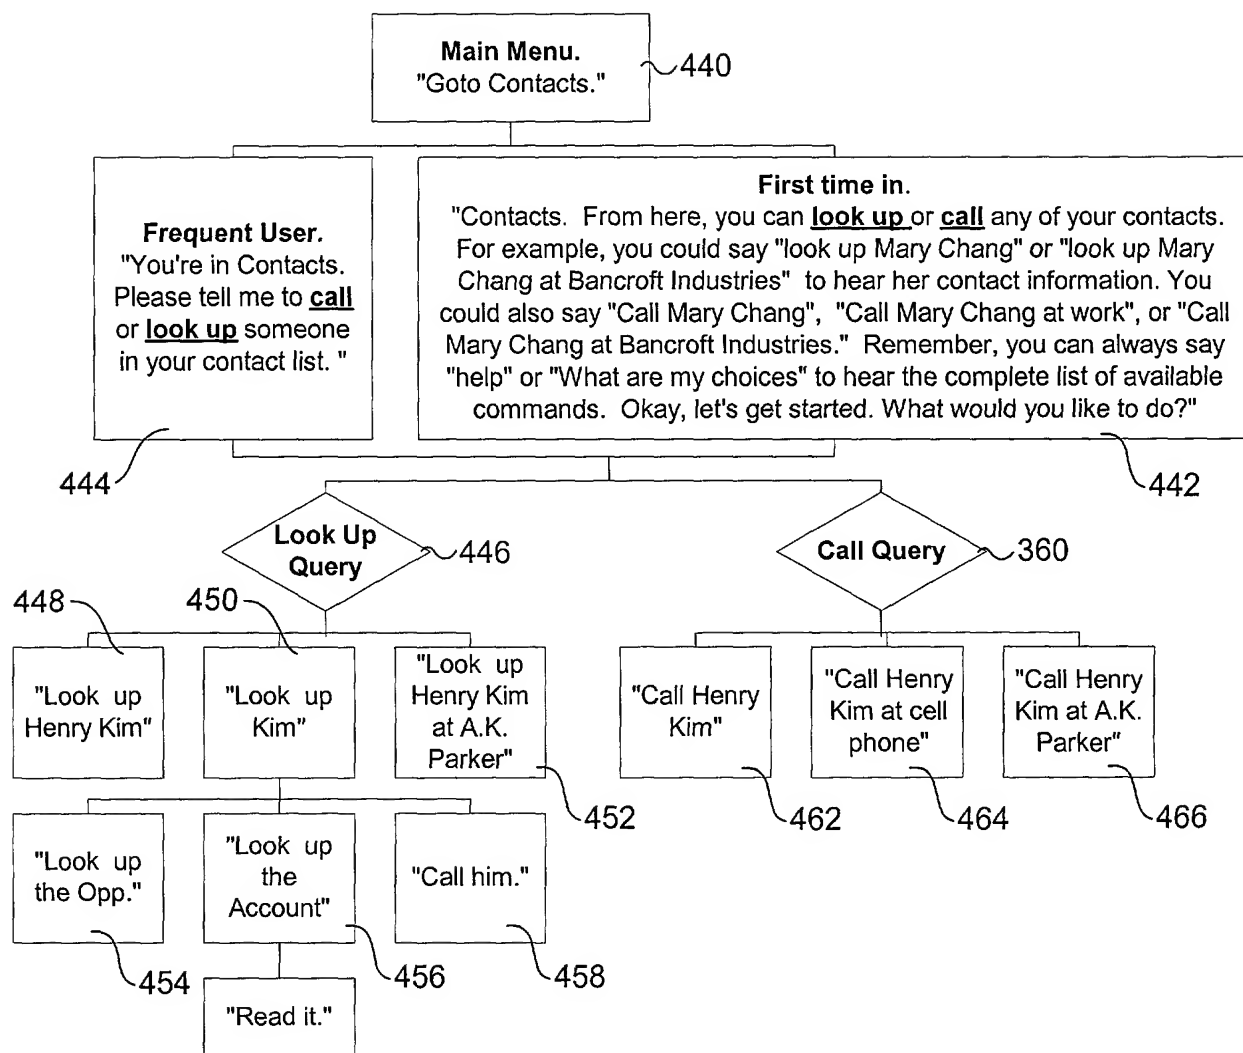 Main Menu.
"Goto Contacts."
440
Frequent User.
"You're in Contacts.
Please tell me to call
or look up someone
in your contact list. "
444
First time in.
"Contacts.  From here, you can look up or call any of your contacts.
For example, you could say "look up Mary Chang" or "look up Mary
Chang at Bancroft Industries"  to hear her contact information. You
could also say "Call Mary Chang",  "Call Mary Chang at work", or "Call
Mary Chang at Bancroft Industries."  Remember, you can always say
"help" or "What are my choices" to hear the complete list of available
commands.  Okay, let's get started. What would you like to do?"
442
Look Up
Query
446
Call Query
360
448
"Look  up
Henry Kim"
450
"Look  up
Kim"
"Look  up
Henry Kim
at A.K.
Parker"
452
"Call Henry
Kim"
462
"Call Henry
Kim at cell
phone"
464
"Call Henry
Kim at A.K.
Parker"
466
"Look  up
the Opp."
454
"Look  up
the
Account"
456
"Call him."
458
"Read it."